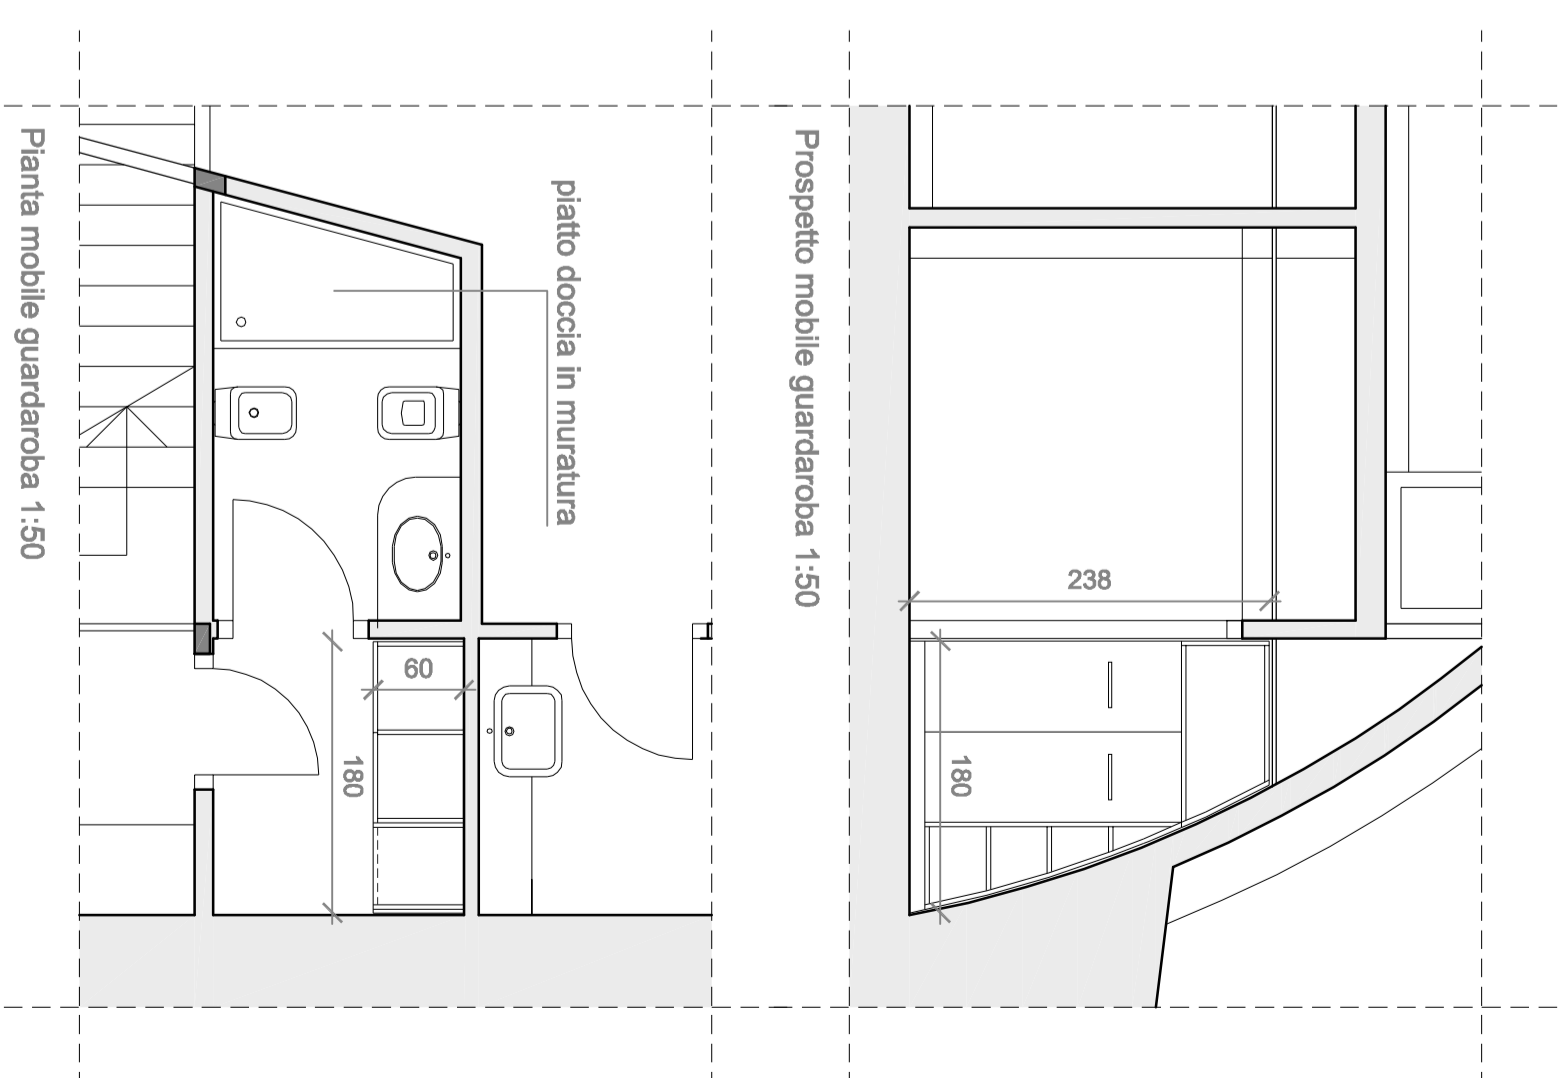 Pianta mobile guardaroba 1:50
piatto doccia in muratura
60
180
Prospetto mobile guardaroba 1:50
238
180